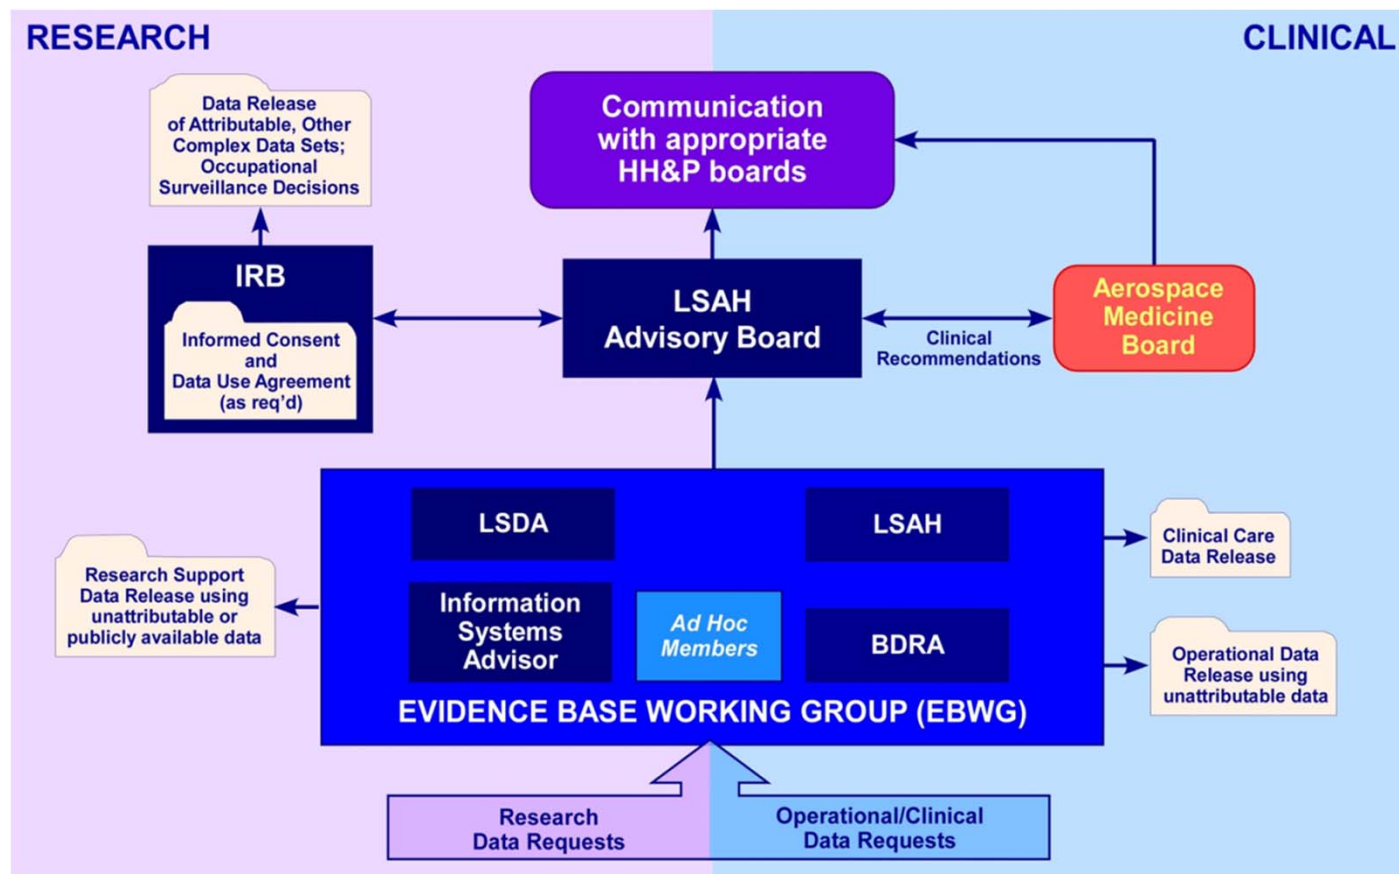 RESEARCH
CLINICAL
Data Release
of Attributable, Other
Complex Data Sets;
Occupational
Surveillance Decisions
Communication
with appropriate
HH&P boards
IRB
Informed Consent
and
Data Use Agreement
(as req’d)
LSAH
Advisory Board
Clinical
Recommendations
Aerospace
Medicine
Board
LSDA
LSAH
Information
Systems
Advisor
Ad Hoc
Members
BDRA
EVIDENCE BASE WORKING GROUP (EBWG)
Research Support
Data Release using
unattributable or
publicly available data
Clinical Care
Data Release
Operational Data
Release using
unattributable data
Research
Data Requests
Operational/Clinical
Data Requests